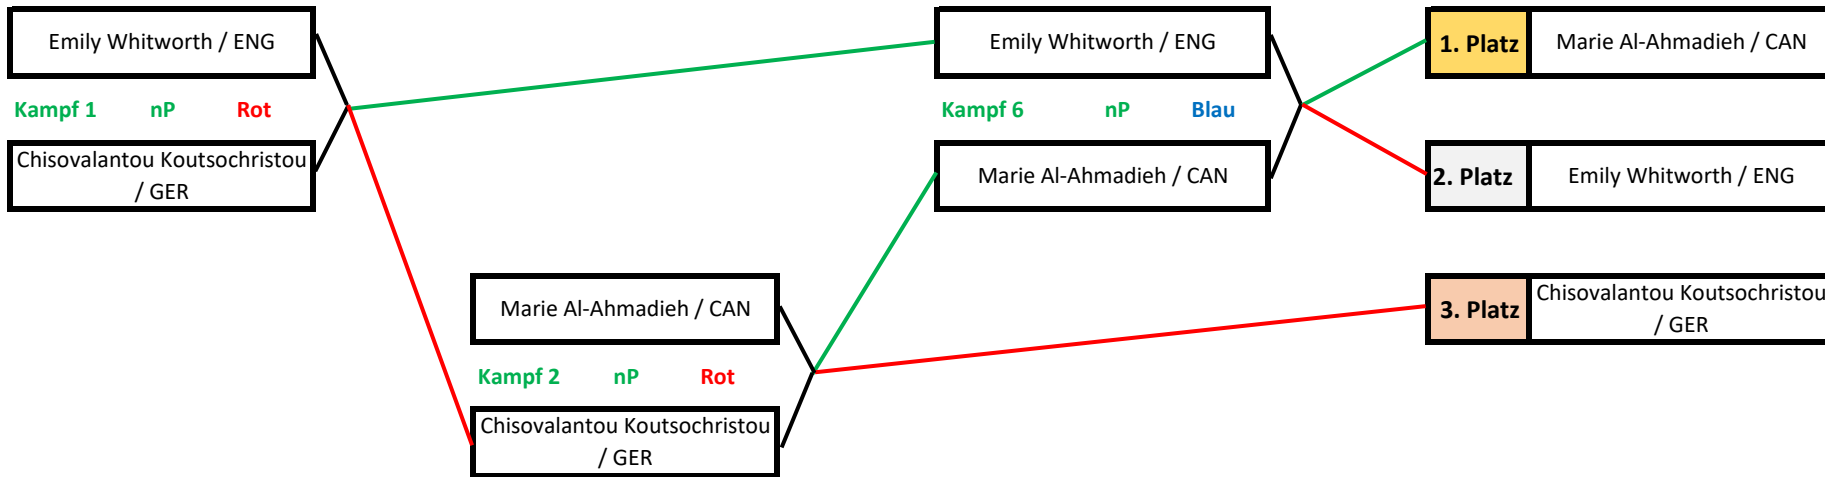 Emily Whitworth / ENG
Kampf 1 nP Rot
Chisovalantou Koutsochristou
/ GER
Marie Al-Ahmadieh / CAN
Kampf 2 nP Rot
Chisovalantou Koutsochristou
/ GER
Emily Whitworth / ENG
Kampf 6 nP Blau
Marie Al-Ahmadieh / CAN
1. Platz Marie Al-Ahmadieh / CAN
2. Platz Emily Whitworth / ENG
3. Platz Chisovalantou Koutsochristou
/ GER